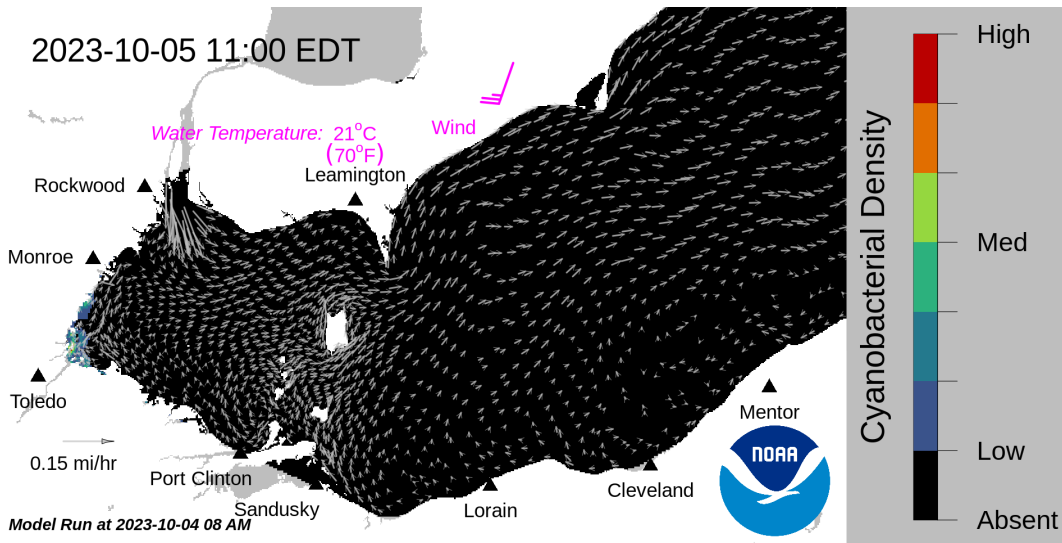 2023-10-05 11:00 EDT
High
Wind
Water Temperature: 21°C
(70°F)
Leamington
Rockwood
Monroe
Med
Cyanobacterial Density
Toledo
Mentor
0.15 mi/hr
NOAA
Low
Port Clinton
Cleveland
Sandusky
Lorain
Absent
Model Run at 2023-10-04 08 AM